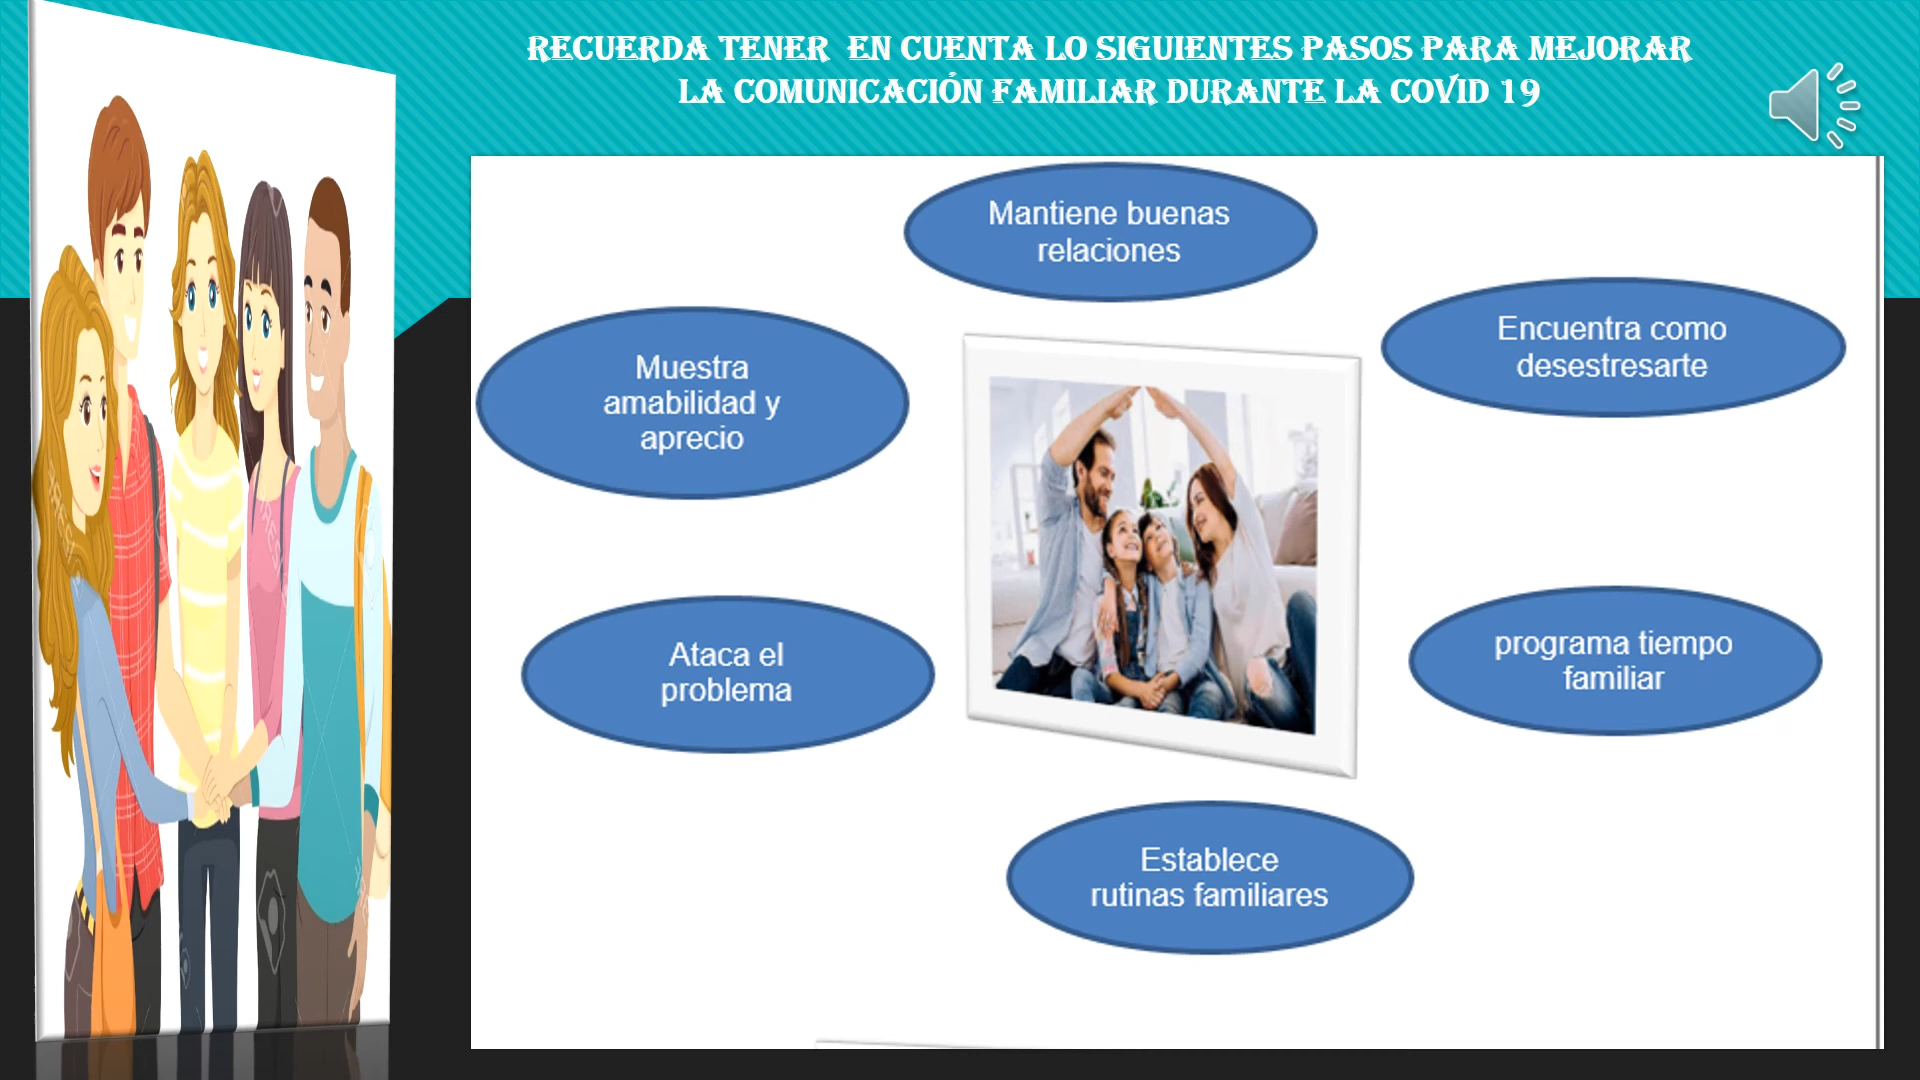 RECUERDA TENER EN CUENTA LO SIGUIENTES PASOS PARA MEJORAR
LA COMUNICACIÓN FAMILIAR DURANTE LA COVID 19
Mantiene buenas
relaciones
Encuentra como
desestresarte
Muestra
amabilidad y
aprecio
Ataca el
problema
programa tiempo
familiar
Establece
rutinas familiares